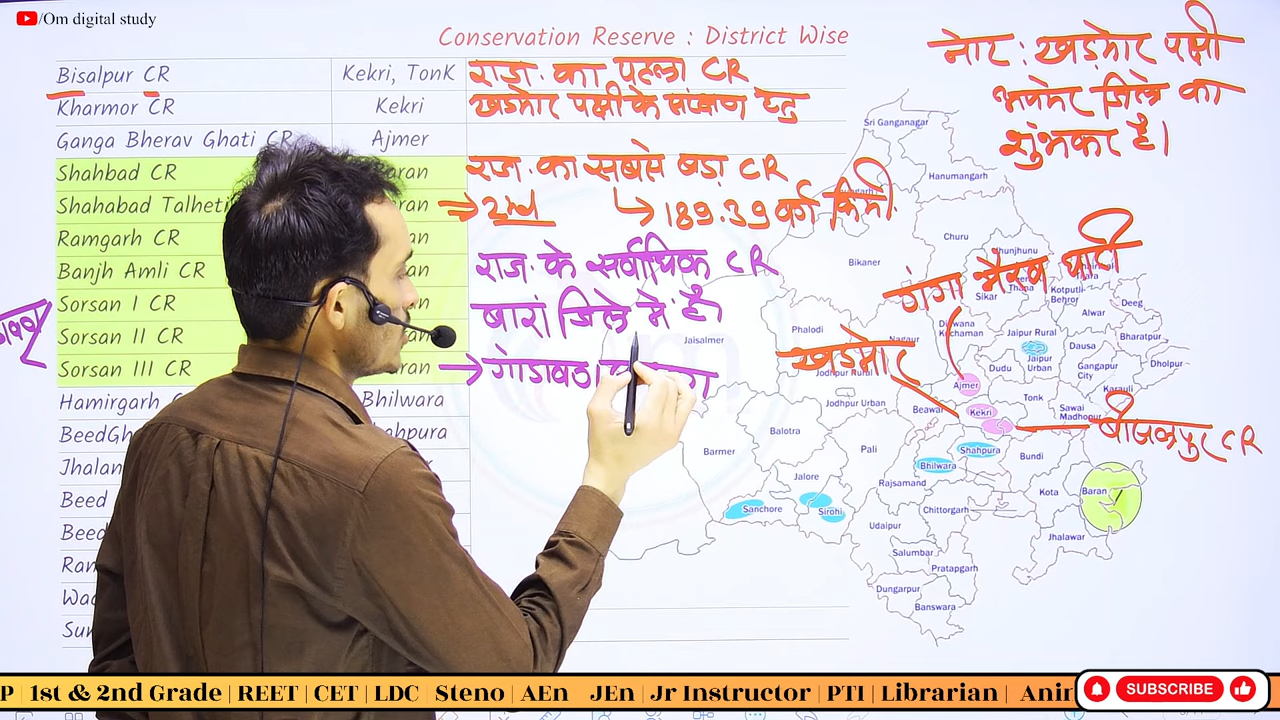 /Om digital study
Conservation Reserve : District Wise
Bisalpur CR Kekri, Tonk राज. का पहला CR
Kharmor CR Kekri खडमोर पक्षी के संरक्षण हेतु
Ganga Bherav Ghati CR Ajmer
Shahbad CR राज. का सबसे बड़ा CR
Shahabad Talheti → 2nd ↳ 189.39 वर्ग किमी.
Ramgarh CR राज. के सर्वाधिक CR
Banjh Amli CR बारां जिले में है।
Sorsan I CR
Sorsan II CR
Sorsan III CR → गोडावण
Hamirgarh Bhilwara
Jhalan
Beed
नोट : खड़मोर पक्षी
अजमेर जिले का
शुभंकर है।
गंगा भैरव घाटी
खडमोर
बीसलपुर CR
Sri Ganganagar
Hanumangarh
Churu
Bikaner
Jhunjhunu
Sikar
Kotputli-
Behror
Alwar
Deeg
Bharatpur
Dholpur
Phalodi
Jaisalmer
Nagaur
Jaipur Rural
Jaipur
Urban
Dausa
Gangapur
City
Karauli
Dudu
Jodhpur Rural
Jodhpur Urban
Ajmer
Kekri
Tonk
Sawai
Madhopur
Beawar
Balotra
Barmer
Pali
Shahpura
Bundi
Bhilwara
Rajsamand
Jalore
Sanchore
Sirohi
Kota
Baran
Chittorgarh
Udaipur
Jhalawar
Salumbar
Pratapgarh
Dungarpur
Banswara
P | 1st & 2nd Grade | REET | CET | LDC Steno | AEn JEn | Jr Instructor | PTI | Librarian | Anir
SUBSCRIBE